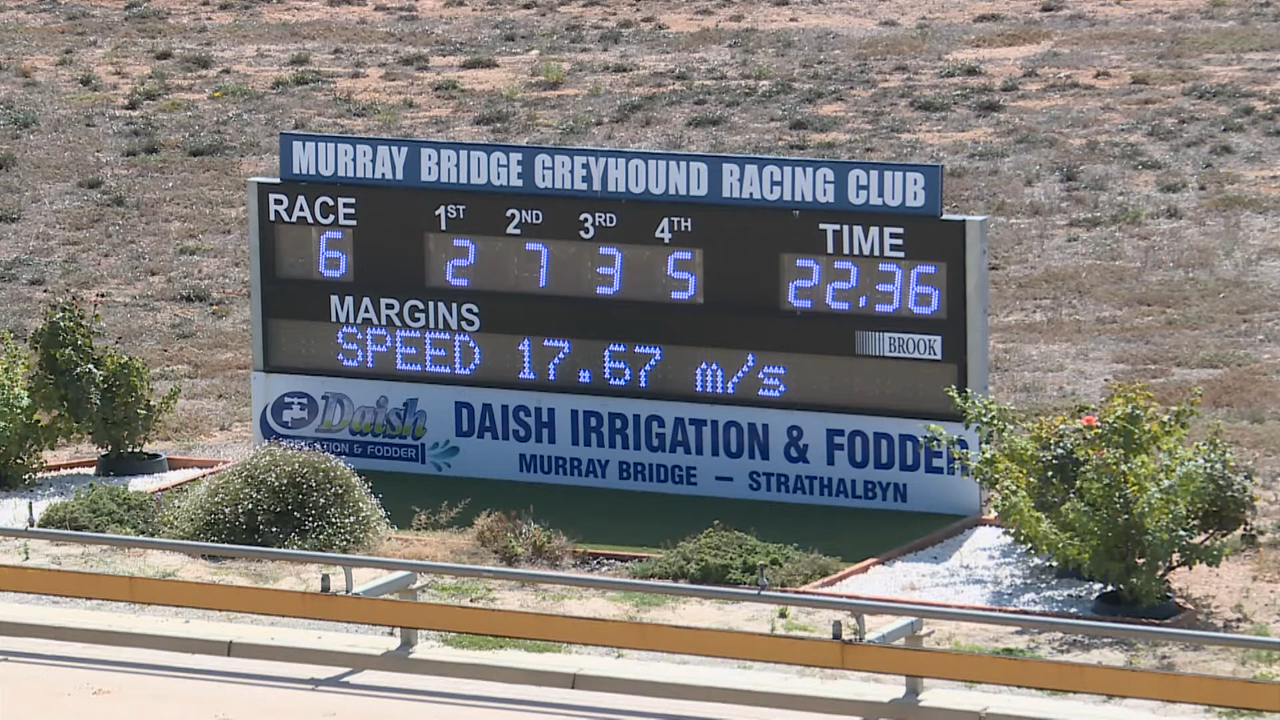 MURRAY BRIDGE GREYHOUND RACING CLUB
RACE 1ST 2ND 3RD 4TH TIME
6 2 7 3 5 22.36
MARGINS
BROOK
SPEED 17.67 m/s
Daish
IRRIGATION & FODDER
DAISH IRRIGATION & FODDER
MURRAY BRIDGE — STRATHALBYN